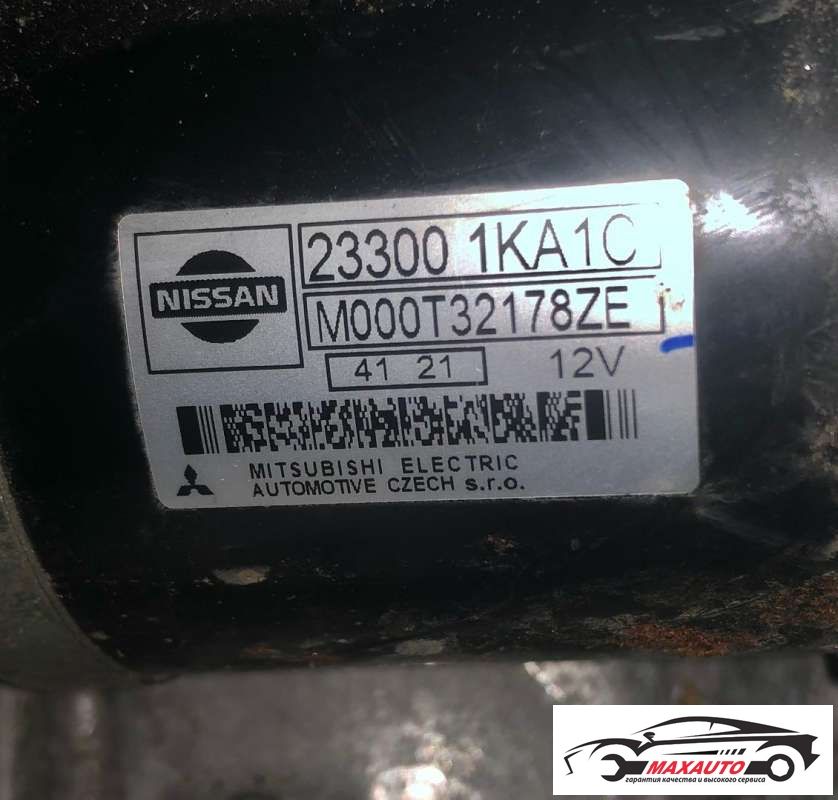 NISSAN
23300 1KA1C
M000T32178ZE
41 21
12V
MITSUBISHI ELECTRIC
AUTOMOTIVE CZECH s.r.o.
MAXAUTO
гарантия качества и высокого сервиса